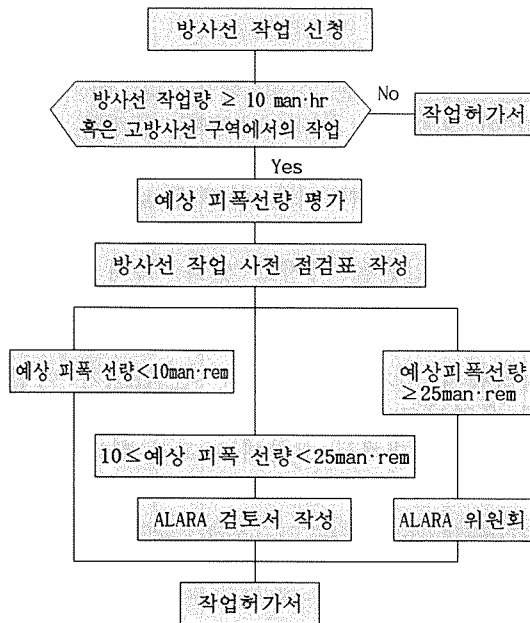 방사선 작업 신청
방사선 작업량 ≥ 10 man·hr
혹은 고방사선 구역에서의 작업
No
작업허가서
Yes
예상 피폭선량 평가
방사선 작업 사전 점검표 작성
예상 피폭 선량<10man·rem
예상피폭선량
≥25man·rem
10≤예상 피폭 선량<25man·rem
ALARA 검토서 작성
ALARA 위원회
작업허가서